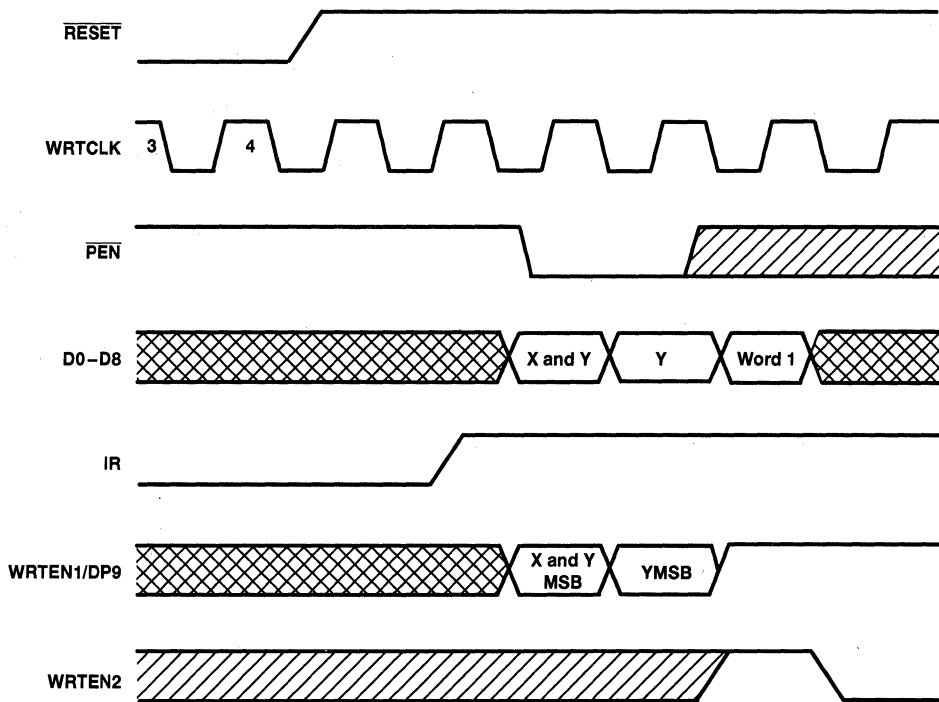 RESET
WRTCLK 3 4
PEN
D0–D8 X and Y Y Word 1
IR
WRTEN1/DP9 X and Y MSB YMSB
WRTEN2